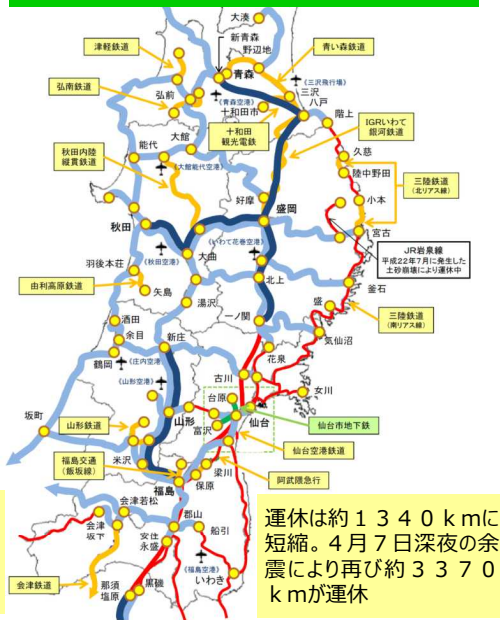 大湊
新青森
野辺地
青い森鉄道
津軽鉄道
青森
三沢
《三沢飛行場》
弘南鉄道
弘前
《青森空港》
八戸
十和田市
階上
十和田観光電鉄
IGRいわて
銀河鉄道
秋田内陸
縦貫鉄道
能代
大館
《大館能代空港》
久慈
陸中野田
三陸鉄道
(北リアス線)
好摩
小本
秋田
盛岡
宮古
《いわて花巻空港》
JR岩泉線
平成22年7月に発生した
土砂崩壊により運休中
《秋田空港》
大曲
羽後本荘
北上
釜石
由利高原鉄道
矢島
湯沢
盛
三陸鉄道
(南リアス線)
酒田
一ノ関
余目
新庄
気仙沼
鶴岡
《庄内空港》
花泉
古川
《山形空港》
台原
女川
坂町
山形
仙台
仙台市地下鉄
山形鉄道
富沢
仙台空港鉄道
福島交通
(飯坂線)
米沢
梁川
保原
阿武隈急行
福島
会津若松
会津
坂下
郡山
船引
安積
永盛
《福島空港》
いわき
会津鉄道
那須
塩原
黒磯
運休は約1340kmに
短縮。4月7日深夜の余
震により再び約3370
kmが運休